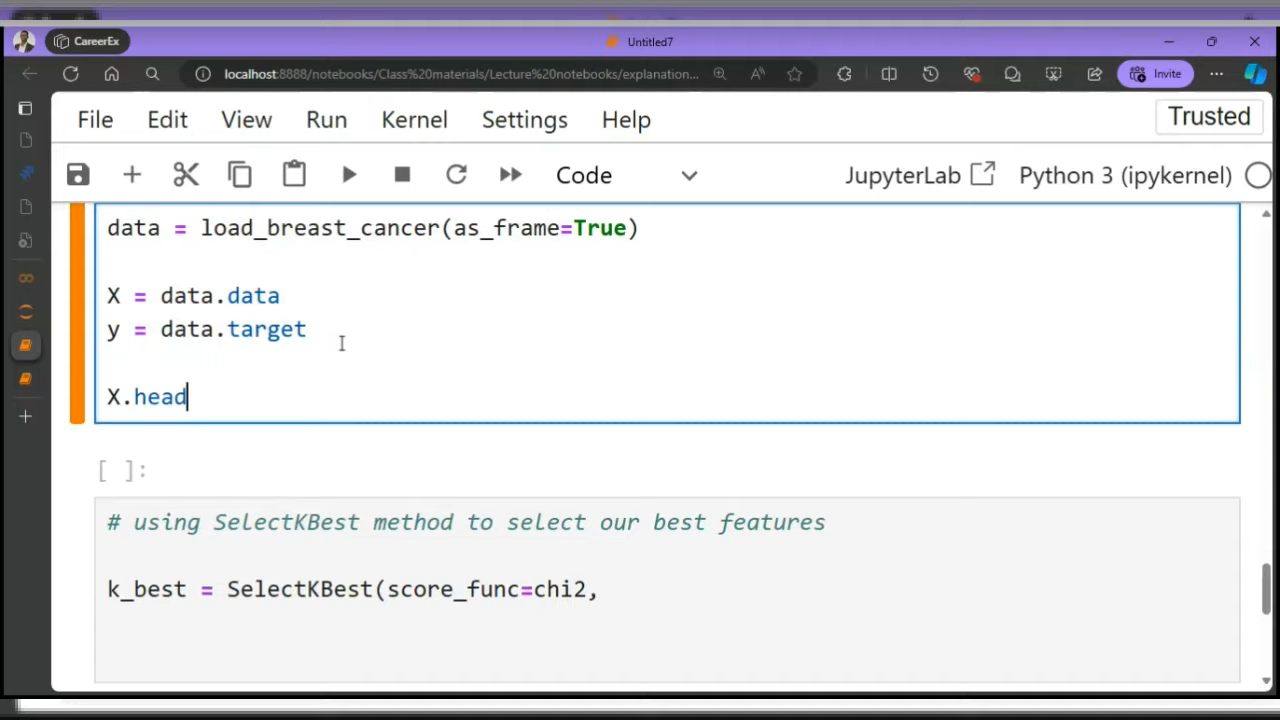 CareerEx
Untitled7
localhost:8888/notebooks/Class%20materials/Lecture%20notebooks/explanation...
Invite
File Edit View Run Kernel Settings Help
Trusted
Code
JupyterLab
Python 3 (ipykernel)
data = load_breast_cancer(as_frame=True)
X = data.data
y = data.target
X.head
[ ]:
# using SelectKBest method to select our best features
k_best = SelectKBest(score_func=chi2,